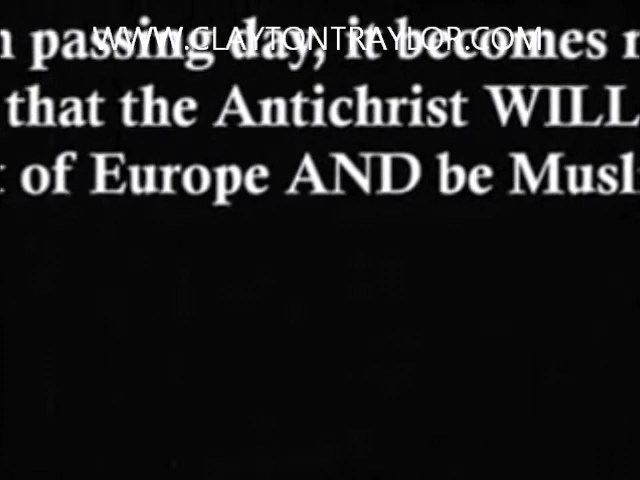 WWW.CLAYTONTRAYLOR.COM
passing day, it becomes
that the Antichrist WILL
of Europe AND be